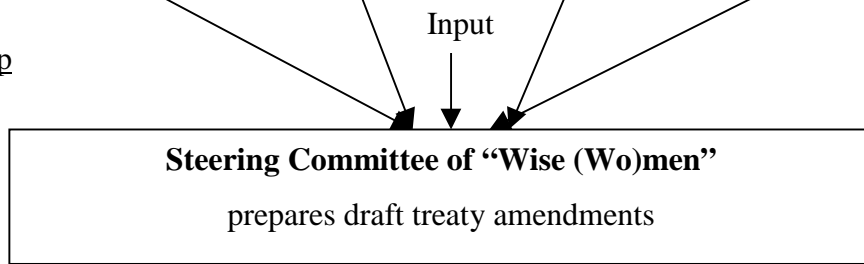 Input
p
Steering Committee of “Wise (Wo)men”
prepares draft treaty amendments